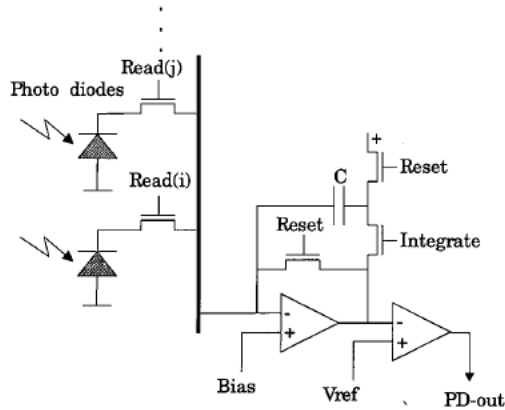 Read(j)
Photo diodes
Read(i)
+
Reset
C
Reset
Integrate
-
+
-
+
Bias
Vref
PD-out